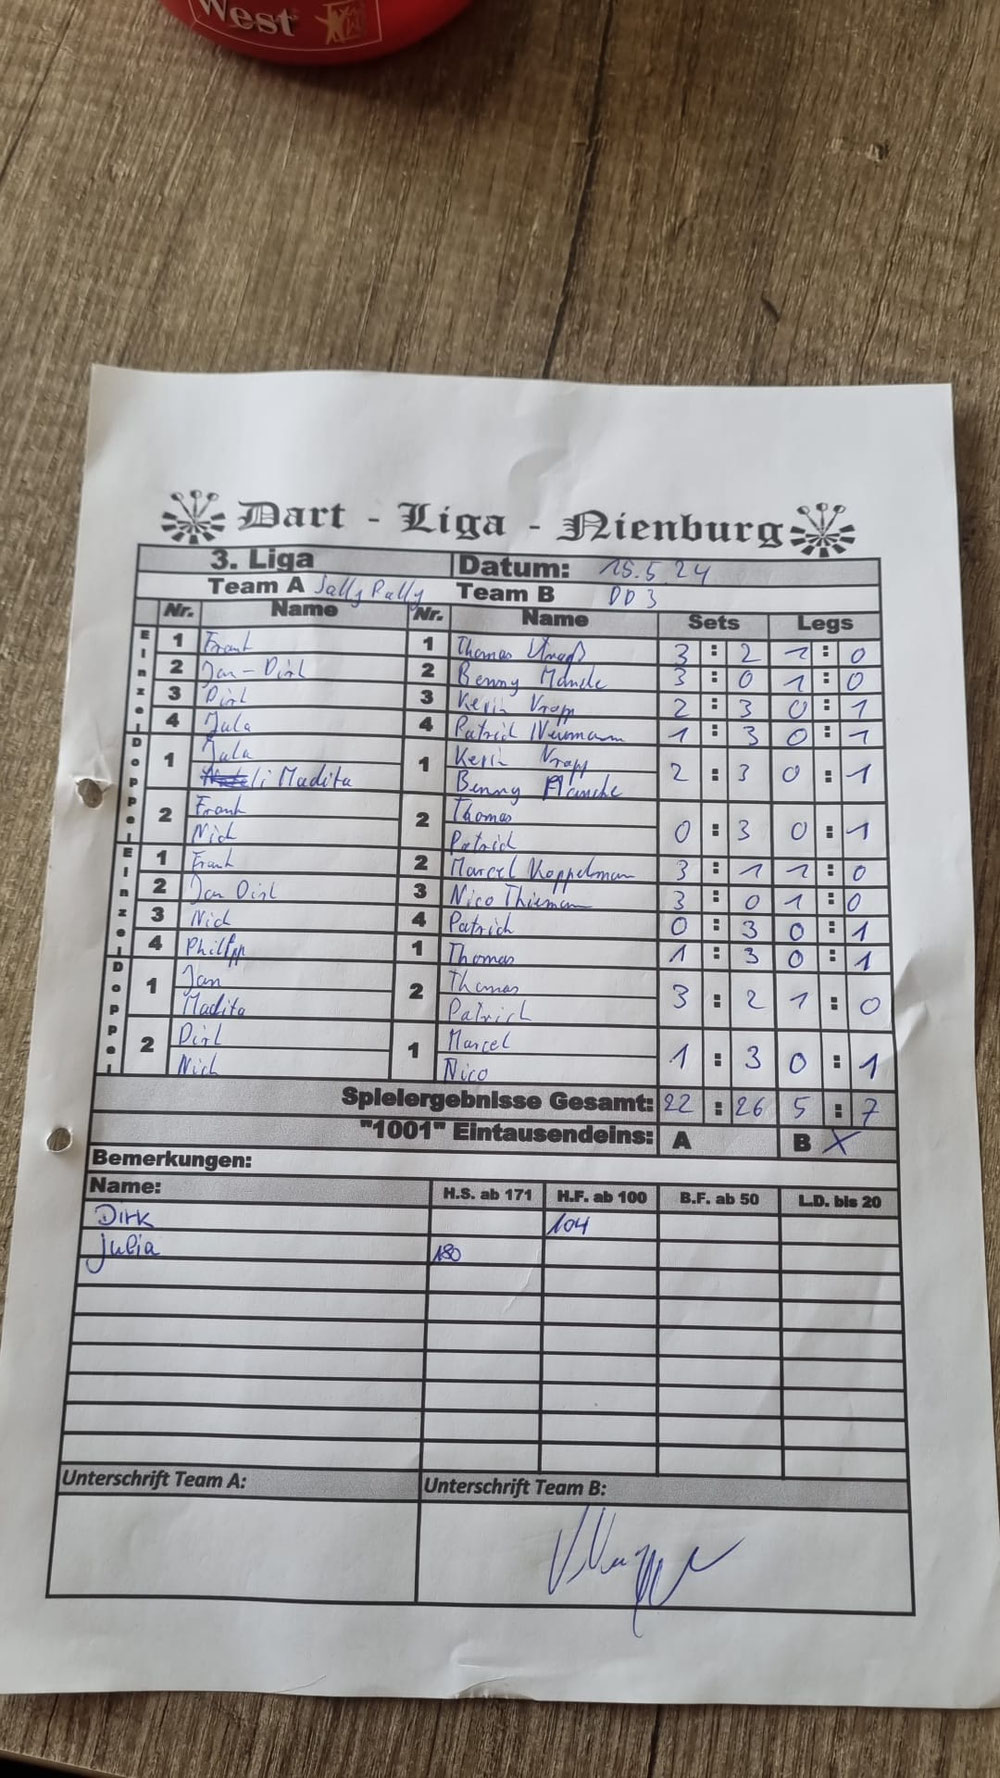 West
Dart - Liga - Nienburg
3. Liga Datum: 15.5.24
Team A Jally Pally Team B DD3
Nr. Name Nr. Name Sets Legs
Einzel
1 Frank 1 Thomas 3 : 2 1 : 0
2 Jan-Dirk 2 Benny Manske 3 : 0 1 : 0
3 Dirk 3 Kevin 2 : 3 0 : 1
4 Jula 4 Patrick Neumann 1 : 3 0 : 1
Doppel
1 Jula 1 Kevin 2 : 3 0 : 1
Madita Benny Manske
2 Frank 2 Thomas 0 : 3 0 : 1
Nick Patrick
Einzel
1 Frank 2 Marcel Koppelman 3 : 1 1 : 0
2 Jan Dirk 3 Nico Thieman 3 : 0 1 : 0
3 Nick 4 Patrick 0 : 3 0 : 1
4 Philipp 1 Thomas 1 : 3 0 : 1
Doppel
1 Jan 2 Thomas 3 : 2 1 : 0
Madita Patrick
2 Dirk 1 Marcel 1 : 3 0 : 1
Nick Nico
Spielergebnisse Gesamt: 22 : 26 5 : 7
"1001" Eintausendeins: A B X
Bemerkungen:
Name: H.S. ab 171 H.F. ab 100 B.F. ab 50 L.D. bis 20
Dirk 104
Julia 180
Unterschrift Team A: Unterschrift Team B: